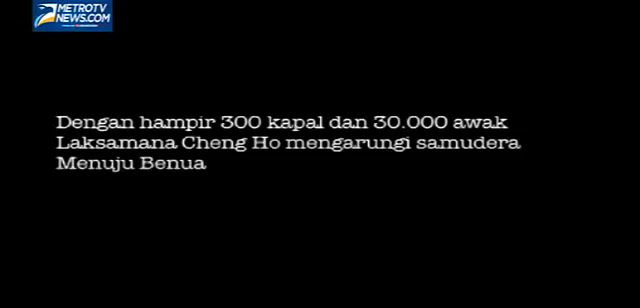 METROTV
NEWS.COM
Dengan hampir 300 kapal dan 30.000 awak
Laksamana Cheng Ho mengarungi samudera
Menuju Benua